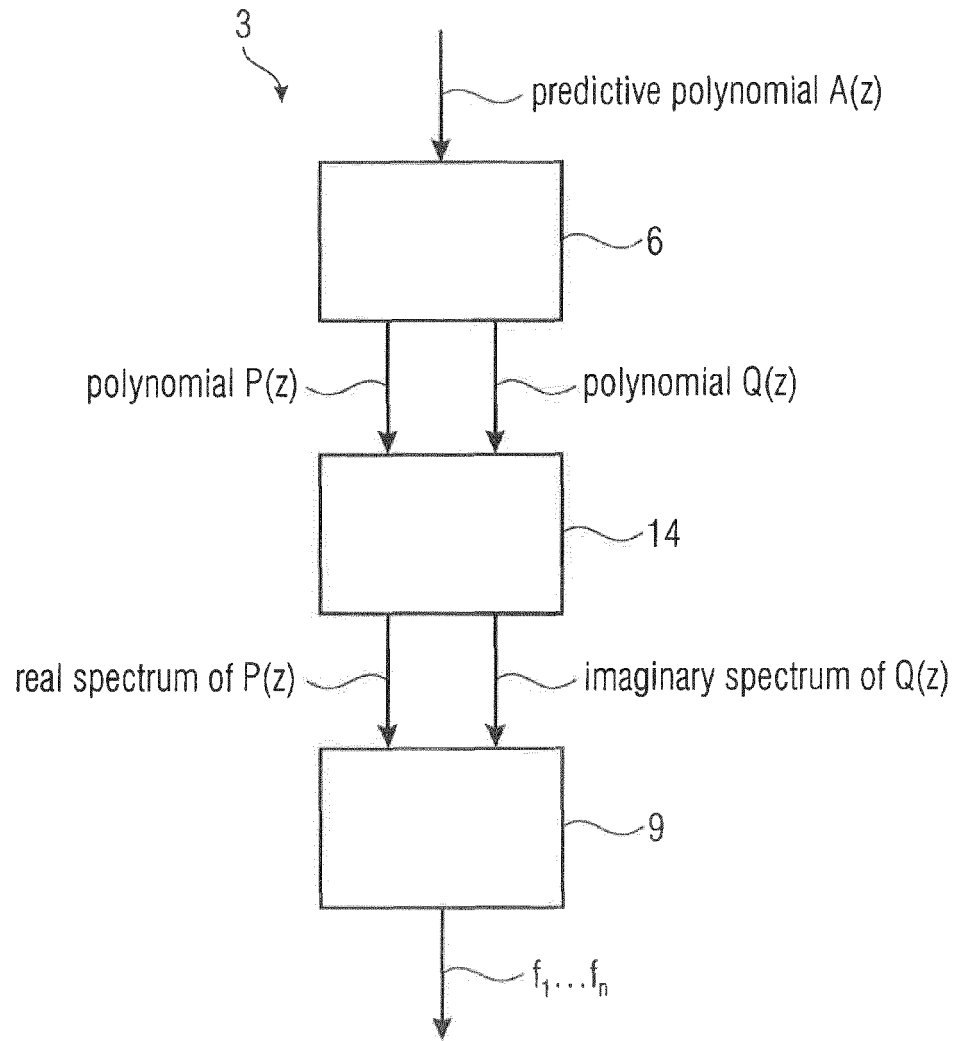 3
predictive polynomial A(z)
6
polynomial P(z)
polynomial Q(z)
14
real spectrum of P(z)
imaginary spectrum of Q(z)
9
f1...fn